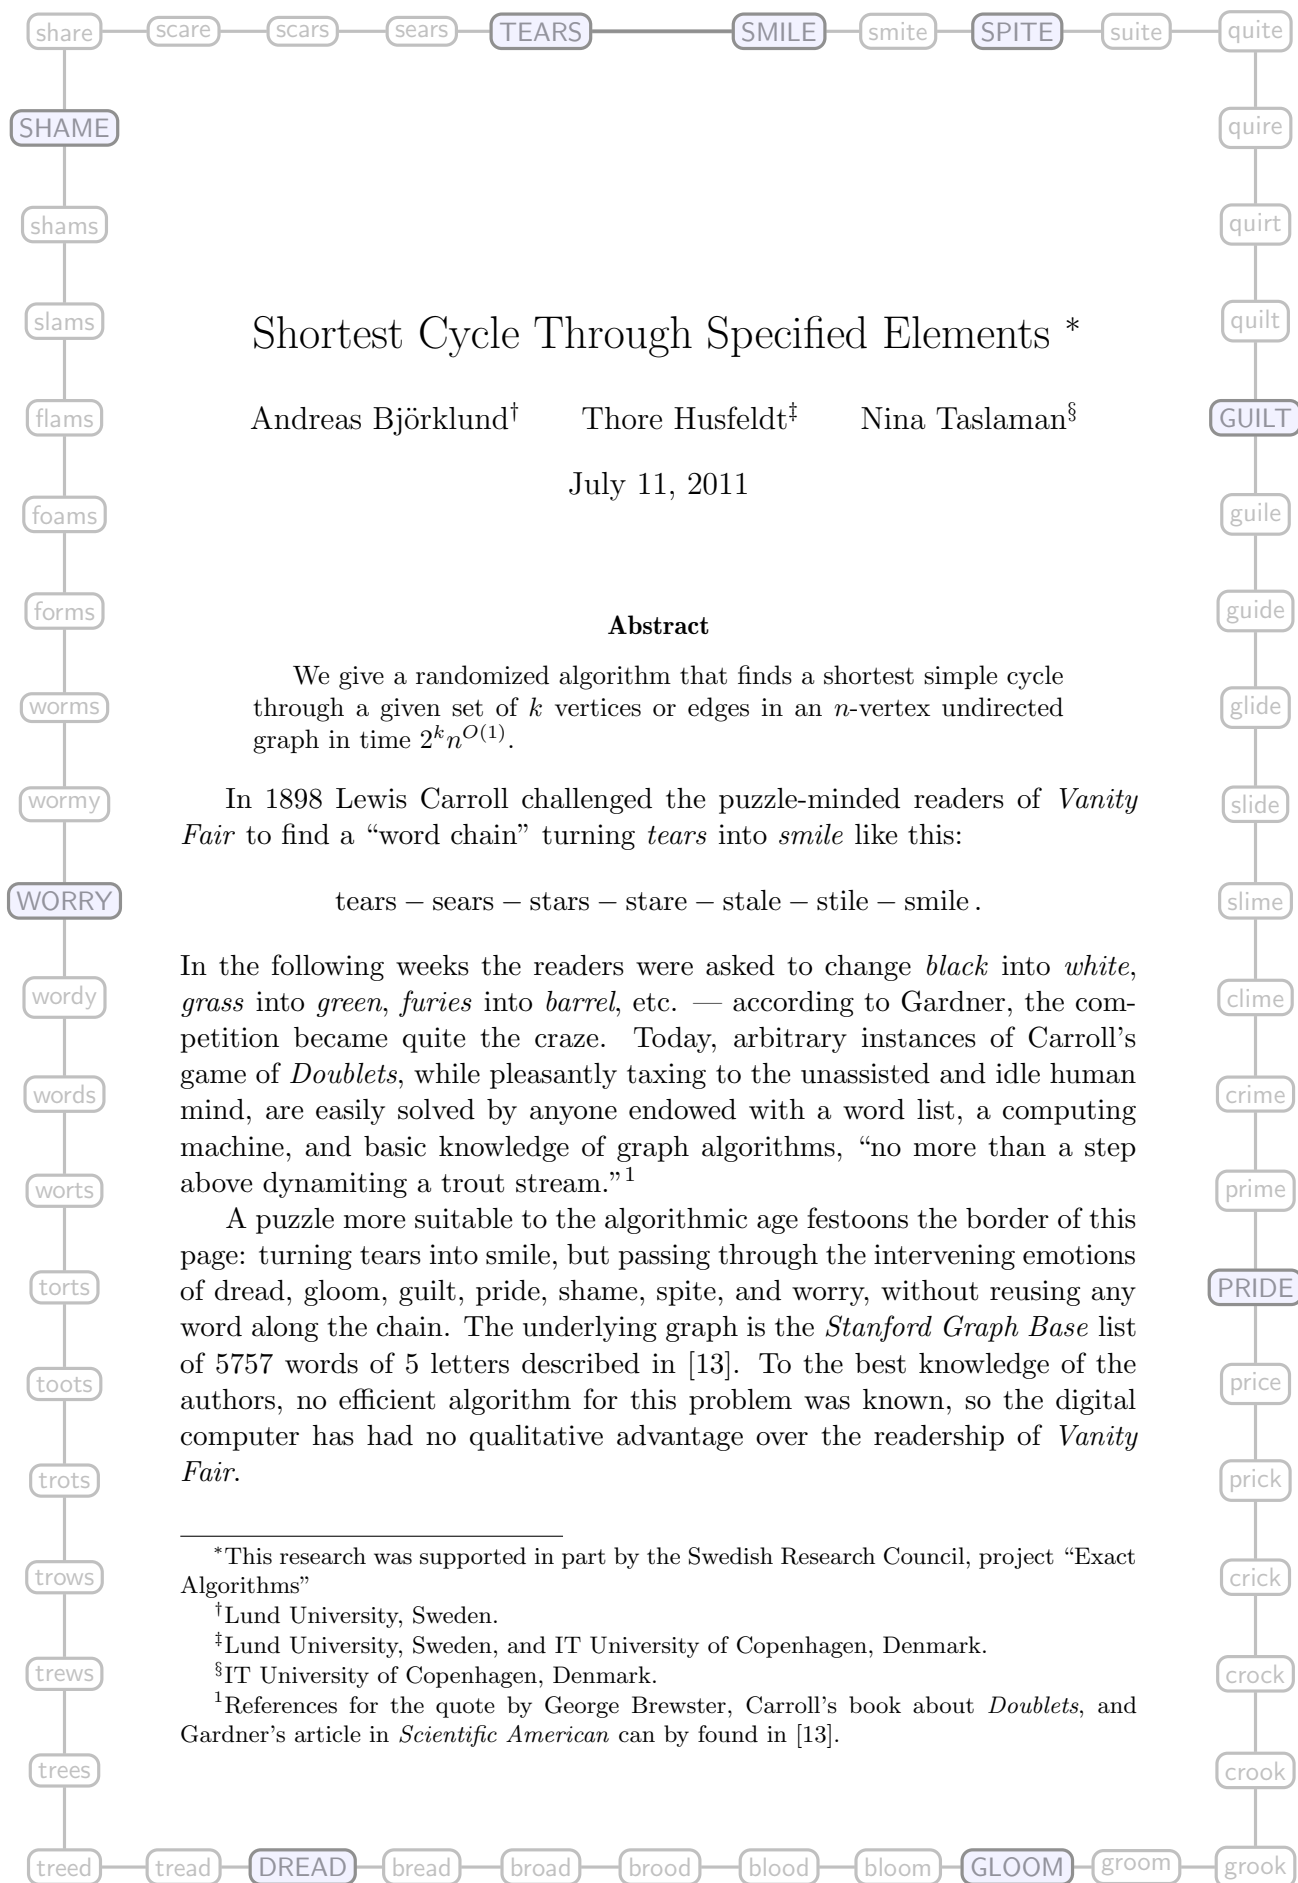 share scare scars sears TEARS SMILE smite SPITE suite quite
SHAME
quire
shams
quirt
slams
quilt
flams
GUILT
foams
guile
forms
guide
worms
glide
wormy
slide
WORRY
slime
wordy
clime
words
crime
worts
prime
torts
PRIDE
toots
price
trots
prick
trows
crick
trews
crock
trees
crook
treed tread DREAD bread broad brood blood bloom GLOOM groom grook
Shortest Cycle Through Specified Elements *
Andreas Björklund† Thore Husfeldt‡ Nina Taslaman§
July 11, 2011
Abstract
We give a randomized algorithm that finds a shortest simple cycle
through a given set of k vertices or edges in an n-vertex undirected
graph in time 2^k n^{O(1)}.
In 1898 Lewis Carroll challenged the puzzle-minded readers of Vanity
Fair to find a “word chain” turning tears into smile like this:
tears – sears – stars – stare – stale – stile – smile .
In the following weeks the readers were asked to change black into white,
grass into green, furies into barrel, etc. — according to Gardner, the com-
petition became quite the craze. Today, arbitrary instances of Carroll’s
game of Doublets, while pleasantly taxing to the unassisted and idle human
mind, are easily solved by anyone endowed with a word list, a computing
machine, and basic knowledge of graph algorithms, “no more than a step
above dynamiting a trout stream.”1
A puzzle more suitable to the algorithmic age festoons the border of this
page: turning tears into smile, but passing through the intervening emotions
of dread, gloom, guilt, pride, shame, spite, and worry, without reusing any
word along the chain. The underlying graph is the Stanford Graph Base list
of 5757 words of 5 letters described in [13]. To the best knowledge of the
authors, no efficient algorithm for this problem was known, so the digital
computer has had no qualitative advantage over the readership of Vanity
Fair.
*This research was supported in part by the Swedish Research Council, project “Exact
Algorithms”
†Lund University, Sweden.
‡Lund University, Sweden, and IT University of Copenhagen, Denmark.
§IT University of Copenhagen, Denmark.
1References for the quote by George Brewster, Carroll’s book about Doublets, and
Gardner’s article in Scientific American can by found in [13].